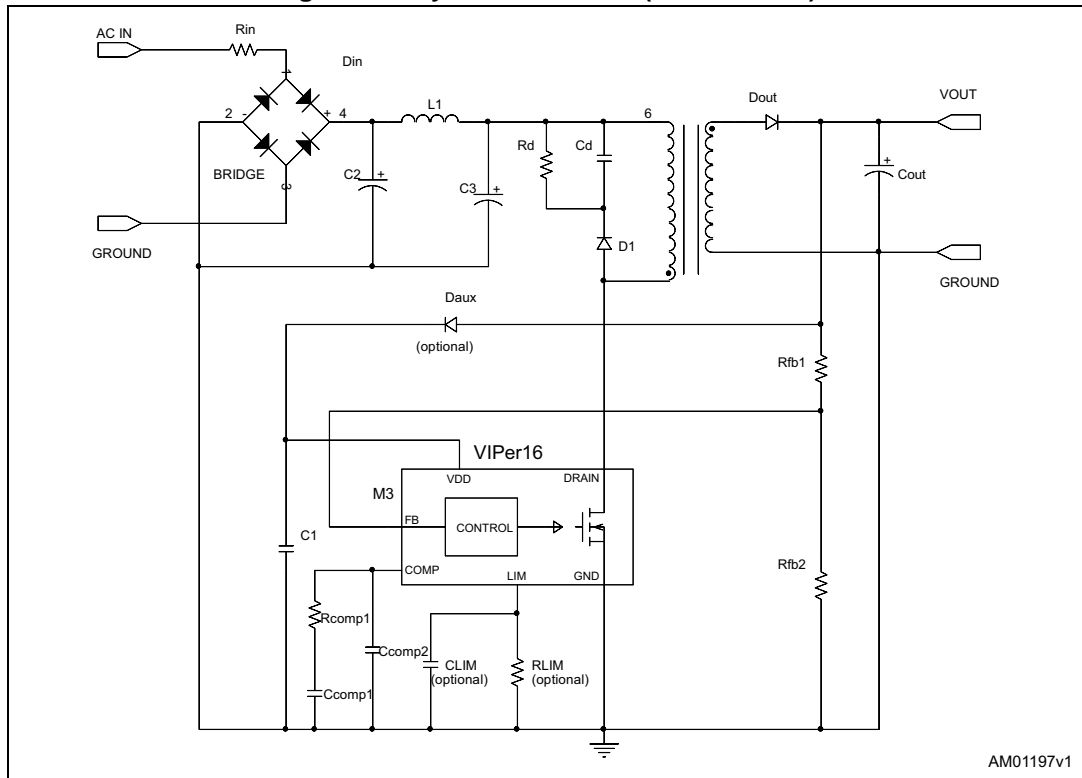 AC IN
Rin
Din
1
2
-
+
4
L1
6
Dout
VOUT
Rd
Cd
BRIDGE
C2
+
C3
+
+
Cout
3
D1
GROUND
GROUND
Daux
(optional)
Rfb1
VIPer16
VDD
DRAIN
M3
FB
CONTROL
C1
COMP
LIM
GND
Rfb2
Rcomp1
Ccomp2
CLIM
(optional)
RLIM
(optional)
Ccomp1
AM01197v1